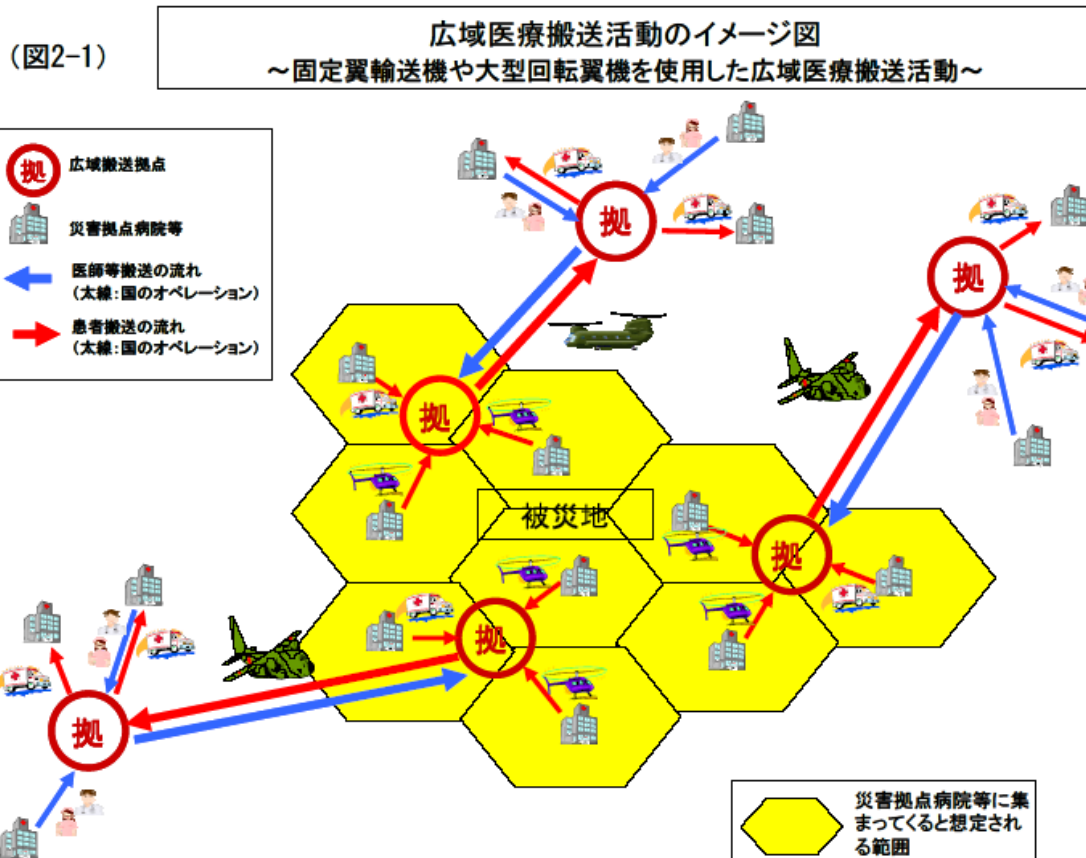 (図2-1)
広域医療搬送活動のイメージ図
～固定翼輸送機や大型回転翼機を使用した広域医療搬送活動～
拠 広域搬送拠点
災害拠点病院等
医師等搬送の流れ
(太線:国のオペレーション)
患者搬送の流れ
(太線:国のオペレーション)
拠
拠
拠
被災地
拠
拠
拠
災害拠点病院等に集
まってくると想定され
る範囲